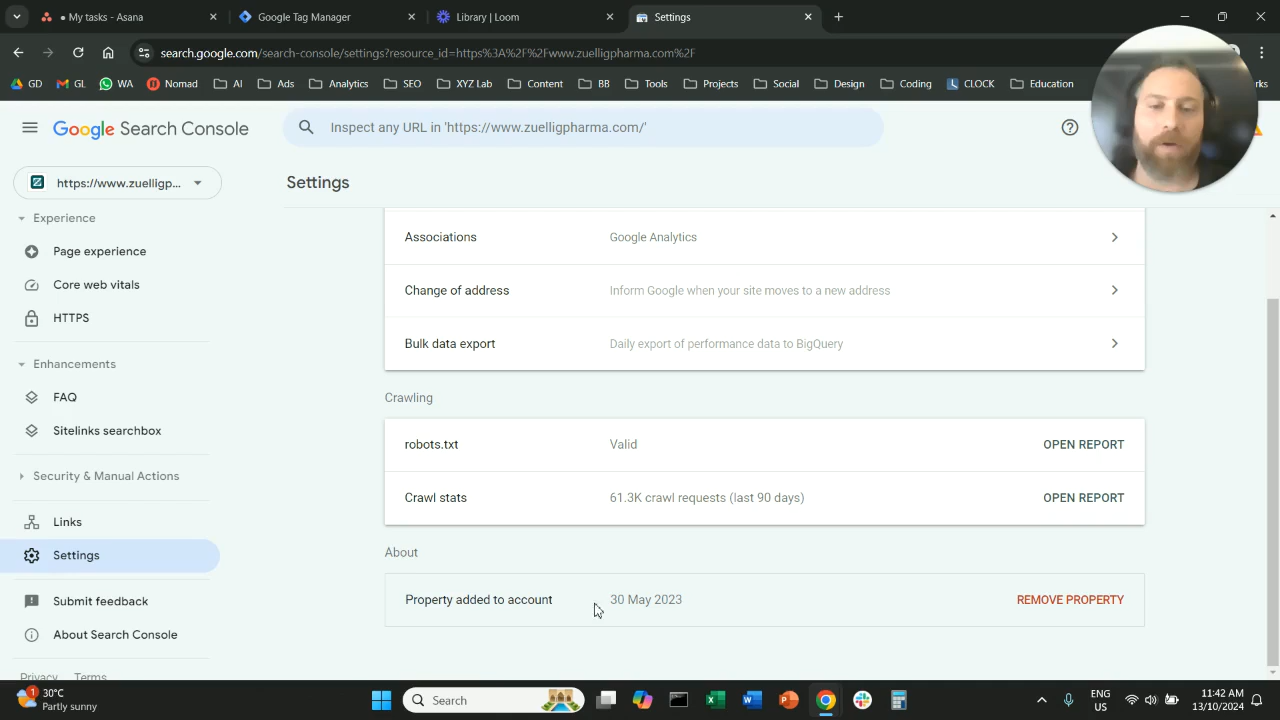 My tasks - Asana
Google Tag Manager
Library | Loom
Settings
search.google.com/search-console/settings?resource_id=https%3A%2F%2Fwww.zuelligpharma.com%2F
GD
GL
WA
Nomad
AI
Ads
Analytics
SEO
XYZ Lab
Content
BB
Tools
Projects
Social
Design
Coding
CLOCK
Education
Google Search Console
Inspect any URL in 'https://www.zuelligpharma.com/'
https://www.zuelligp...
Settings
Experience
Page experience
Core web vitals
HTTPS
Enhancements
FAQ
Sitelinks searchbox
Security & Manual Actions
Links
Settings
Submit feedback
About Search Console
Privacy Terms
Associations Google Analytics
Change of address Inform Google when your site moves to a new address
Bulk data export Daily export of performance data to BigQuery
Crawling
robots.txt Valid OPEN REPORT
Crawl stats 61.3K crawl requests (last 90 days) OPEN REPORT
About
Property added to account 30 May 2023 REMOVE PROPERTY
1
30°C
Partly sunny
Search
ENG
US
11:42 AM
13/10/2024